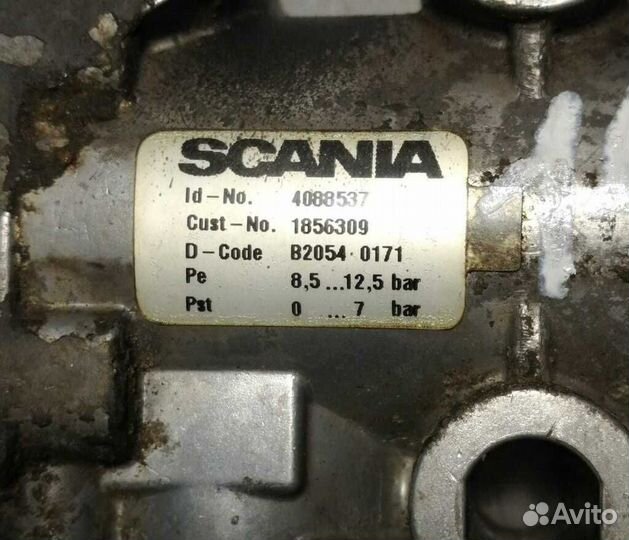 SCANIA
Id-No. 4088537
Cust-No. 1856309
D-Code B2054·0171
Pe 8,5 ...12,5 bar
Pst 0 ... 7 bar
Avito